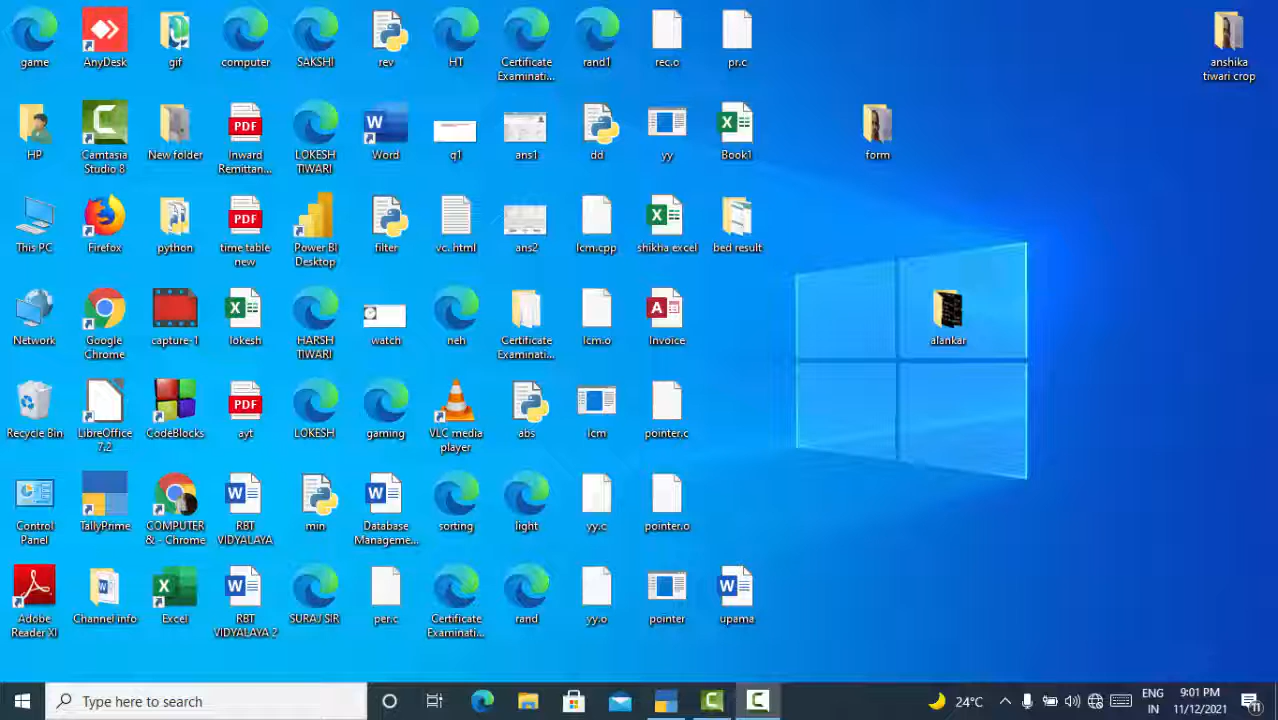 game
AnyDesk
gif
computer
SAKSHI
rev
HT
Certificate
Examinati...
rand1
rec.o
pr.c
anshika
tiwari crop
HP
Camtasia
Studio 8
New folder
PDF
Inward
Remittan...
LOKESH
TIWARI
Word
q1
ans1
dd
yy
Book1
form
This PC
Firefox
python
PDF
time table
new
Power BI
Desktop
filter
vc. html
ans2
lcm.cpp
shikha excel
bed result
Network
Google
Chrome
capture-1
lokesh
HARSH
TIWARI
watch
neh
Certificate
Examinati...
lcm.o
Invoice
alankar
Recycle Bin
LibreOffice
7.2
CodeBlocks
PDF
ayt
LOKESH
gaming
VLC media
player
abs
lcm
pointer.c
Control
Panel
TallyPrime
COMPUTER
& - Chrome
RBT
VIDYALAYA
min
Database
Manageme...
sorting
light
yy.c
pointer.o
Adobe
Reader XI
Channel info
Excel
RBT
VIDYALAYA 2
SURAJ SIR
per.c
Certificate
Examinati...
rand
yy.o
pointer
upama
Type here to search
24°C
ENG
IN
9:01 PM
11/12/2021
11